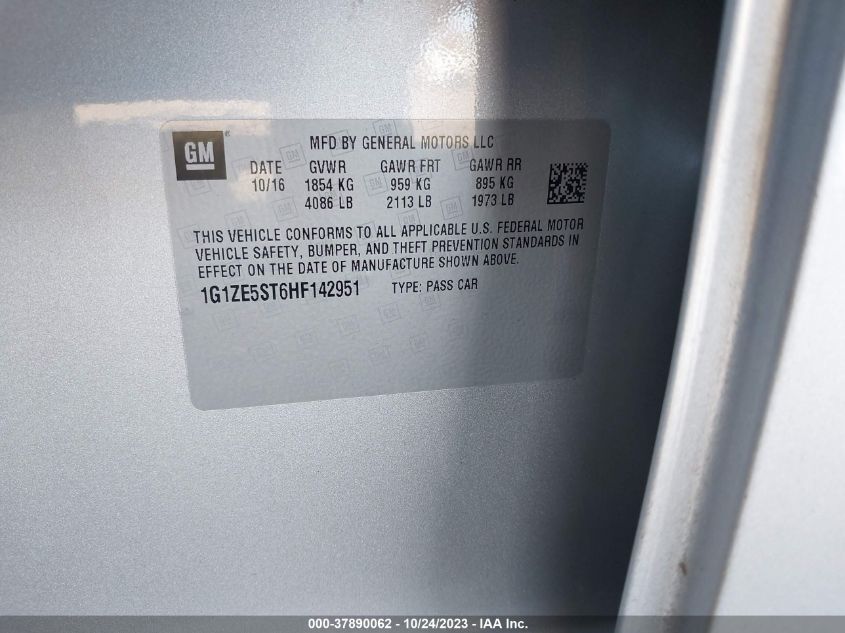 GM
MFD BY GENERAL MOTORS LLC
DATE GVWR GAWR FRT GAWR RR
10/16 1854 KG 959 KG 895 KG
4086 LB 2113 LB 1973 LB
THIS VEHICLE CONFORMS TO ALL APPLICABLE U.S. FEDERAL MOTOR
VEHICLE SAFETY, BUMPER, AND THEFT PREVENTION STANDARDS IN
EFFECT ON THE DATE OF MANUFACTURE SHOWN ABOVE.
1G1ZE5ST6HF142951 TYPE: PASS CAR
000-37890062 - 10/24/2023 - IAA Inc.